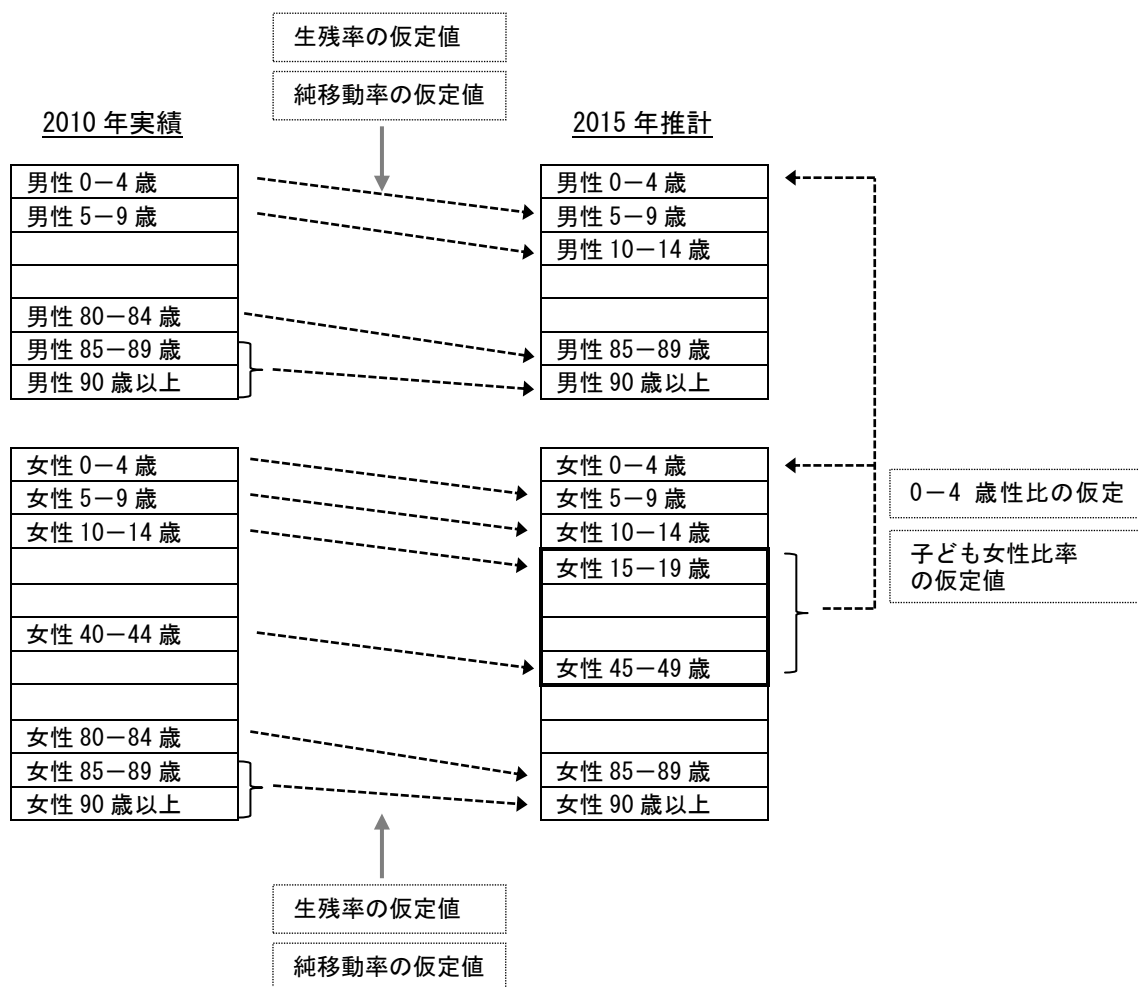 生残率の仮定値
純移動率の仮定値
2010 年実績
2015 年推計
男性 0－4 歳
男性 5－9 歳
男性 80－84 歳
男性 85－89 歳
男性 90 歳以上
男性 0－4 歳
男性 5－9 歳
男性 10－14 歳
男性 85－89 歳
男性 90 歳以上
女性 0－4 歳
女性 5－9 歳
女性 10－14 歳
女性 40－44 歳
女性 80－84 歳
女性 85－89 歳
女性 90 歳以上
女性 0－4 歳
女性 5－9 歳
女性 10－14 歳
女性 15－19 歳
女性 45－49 歳
女性 85－89 歳
女性 90 歳以上
0－4 歳性比の仮定
子ども女性比率
の仮定値
生残率の仮定値
純移動率の仮定値